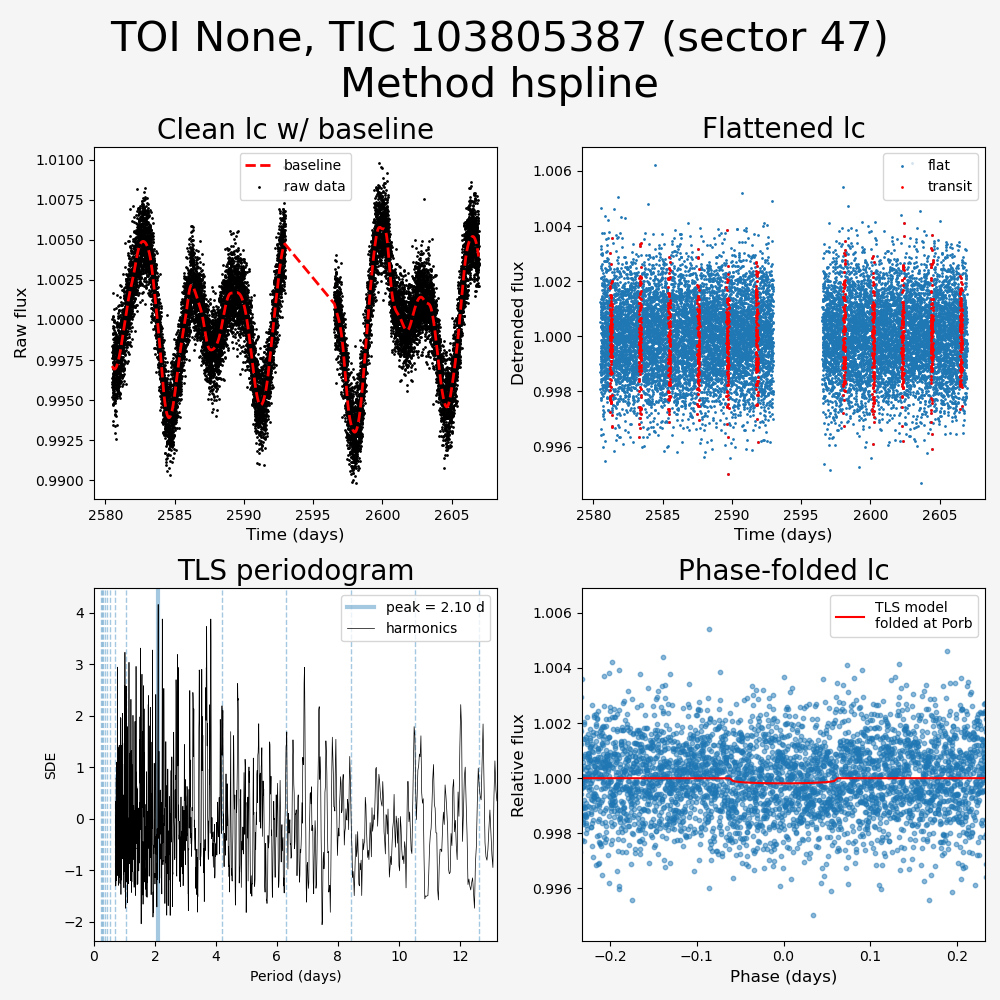 TOI None, TIC 103805387 (sector 47)
Method hspline
Clean lc w/ baseline
baseline
raw data
1.0100
1.0075
1.0050
1.0025
1.0000
0.9975
0.9950
0.9925
0.9900
Raw flux
2580
2585
2590
2595
2600
2605
Time (days)
Flattened lc
flat
transit
1.006
1.004
1.002
1.000
0.998
0.996
Detrended flux
2580
2585
2590
2595
2600
2605
Time (days)
TLS periodogram
peak = 2.10 d
harmonics
4
3
2
1
0
−1
−2
SDE
0
2
4
6
8
10
12
Period (days)
Phase-folded lc
TLS model
folded at Porb
1.006
1.004
1.002
1.000
0.998
0.996
Relative flux
−0.2
−0.1
0.0
0.1
0.2
Phase (days)